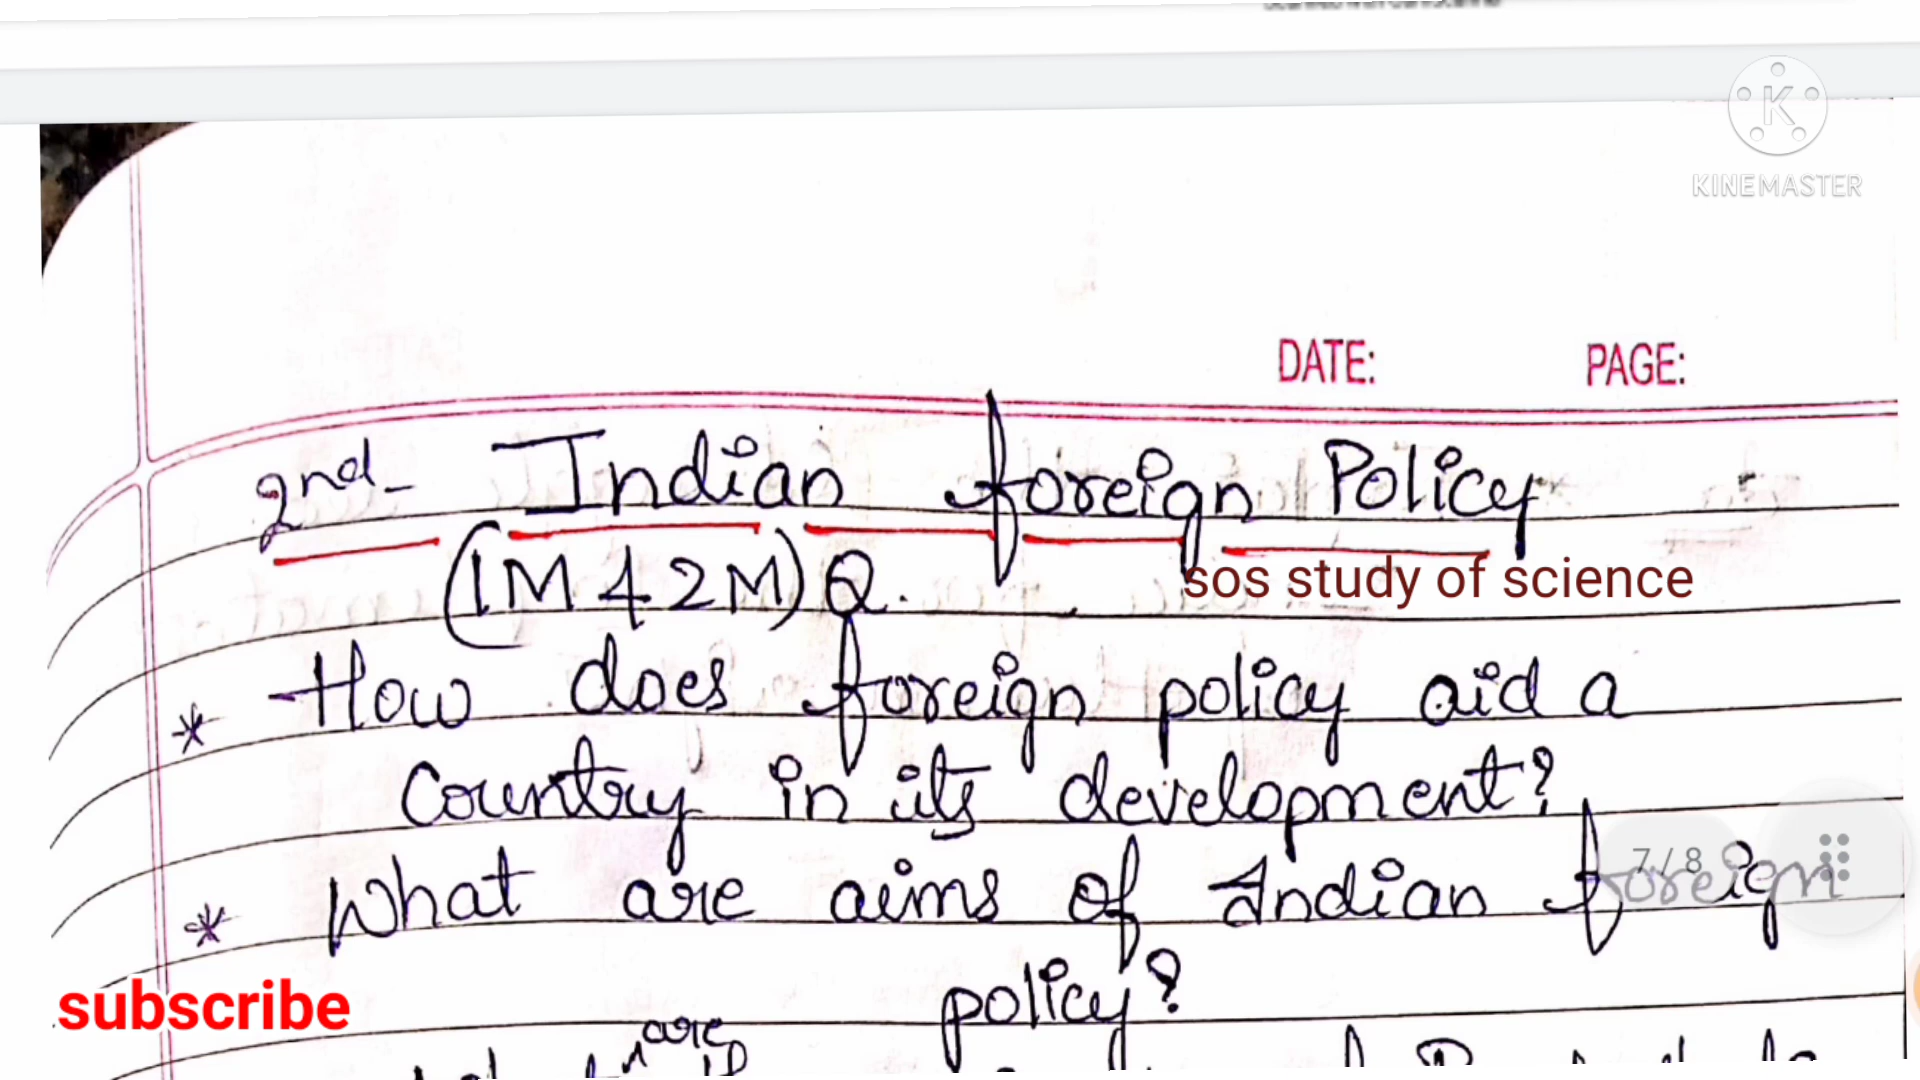 KINEMASTER
DATE: PAGE:
2nd- Indian foreign Policy
(1M & 2M) Q.
sos study of science
* How does foreign policy aid a
Country in its development?
* What are aims of Indian foreign
7 / 8
policy?
subscribe
are